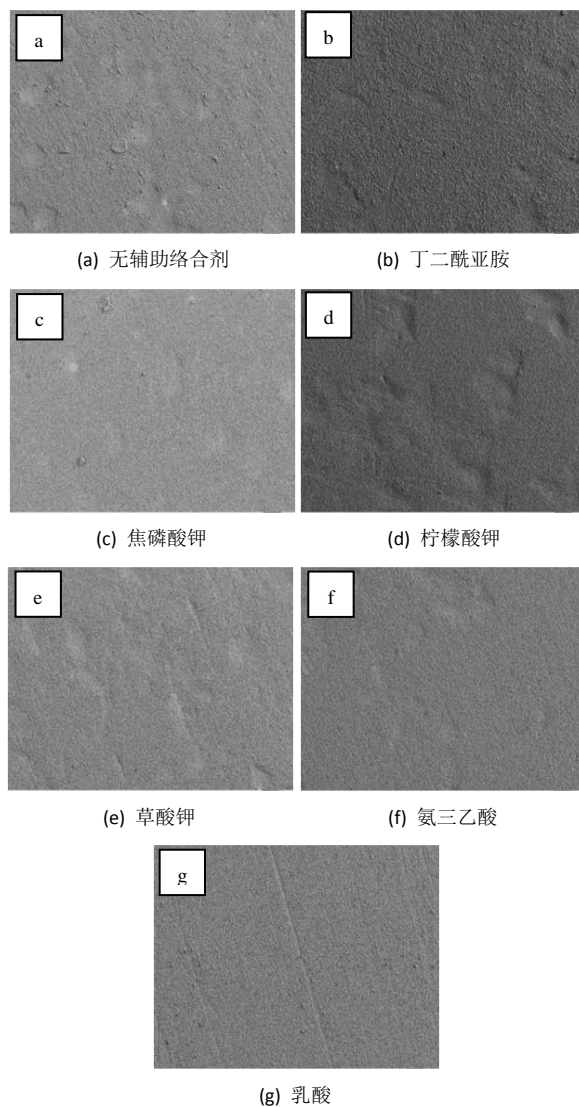 a
b
(a) 无辅助络合剂
(b) 丁二酰亚胺
c
d
(c) 焦磷酸钾
(d) 柠檬酸钾
e
f
(e) 草酸钾
(f) 氨三乙酸
g
(g) 乳酸